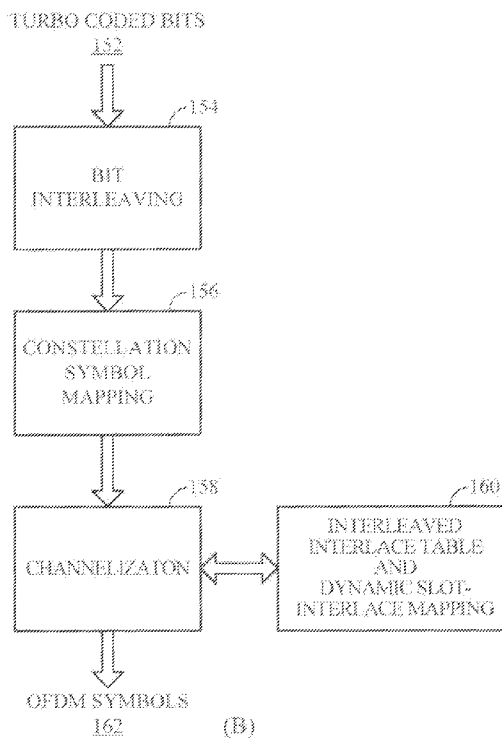 TURBO CODED BITS
152
154
BIT
INTERLEAVING
156
CONSTELLATION
SYMBOL
MAPPING
158
CHANNELIZATON
160
INTERLEAVED
INTERLACE TABLE
AND
DYNAMIC SLOT-
INTERLACE MAPPING
OFDM SYMBOLS
162
(B)